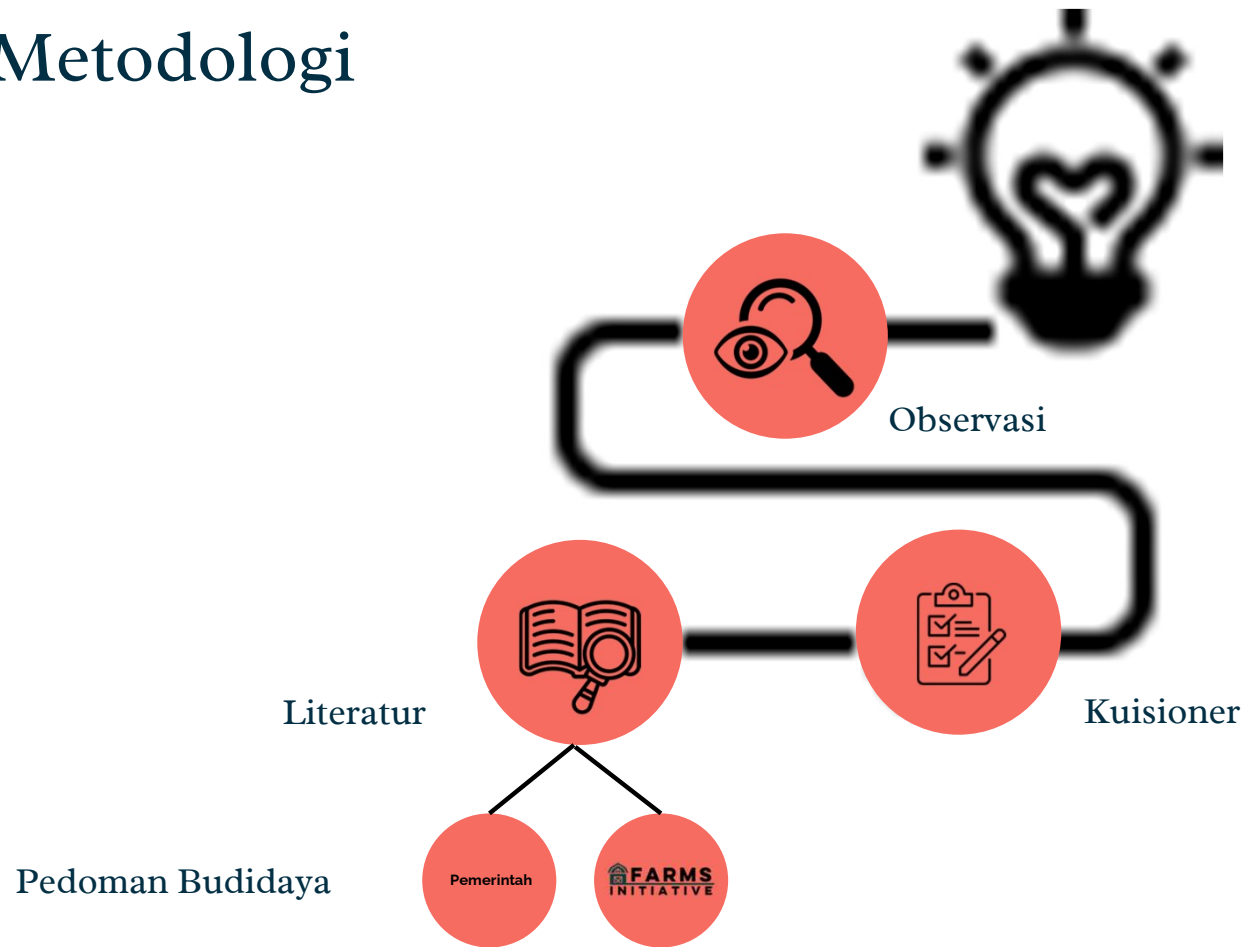 Metodologi
Observasi
Literatur
Kuisioner
Pedoman Budidaya
Pemerintah
FARMS
INITIATIVE